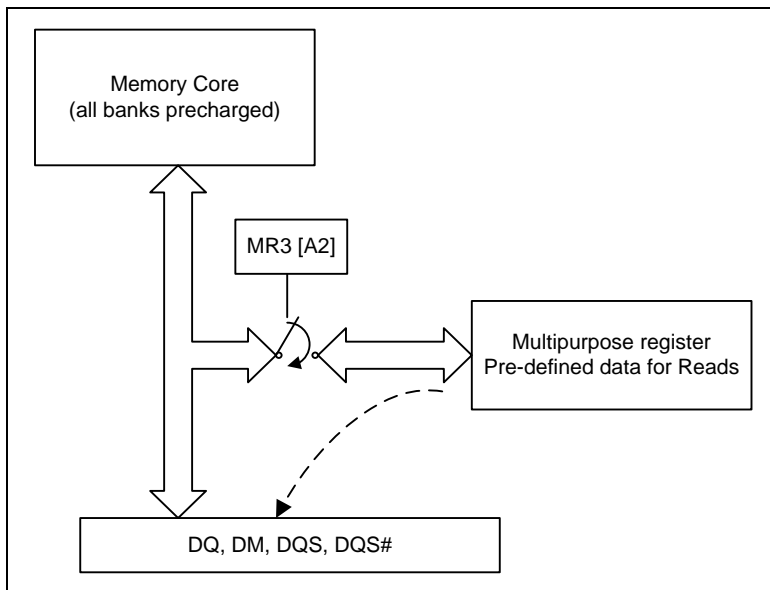 Memory Core
(all banks precharged)
MR3 [A2]
Multipurpose register
Pre-defined data for Reads
DQ, DM, DQS, DQS#